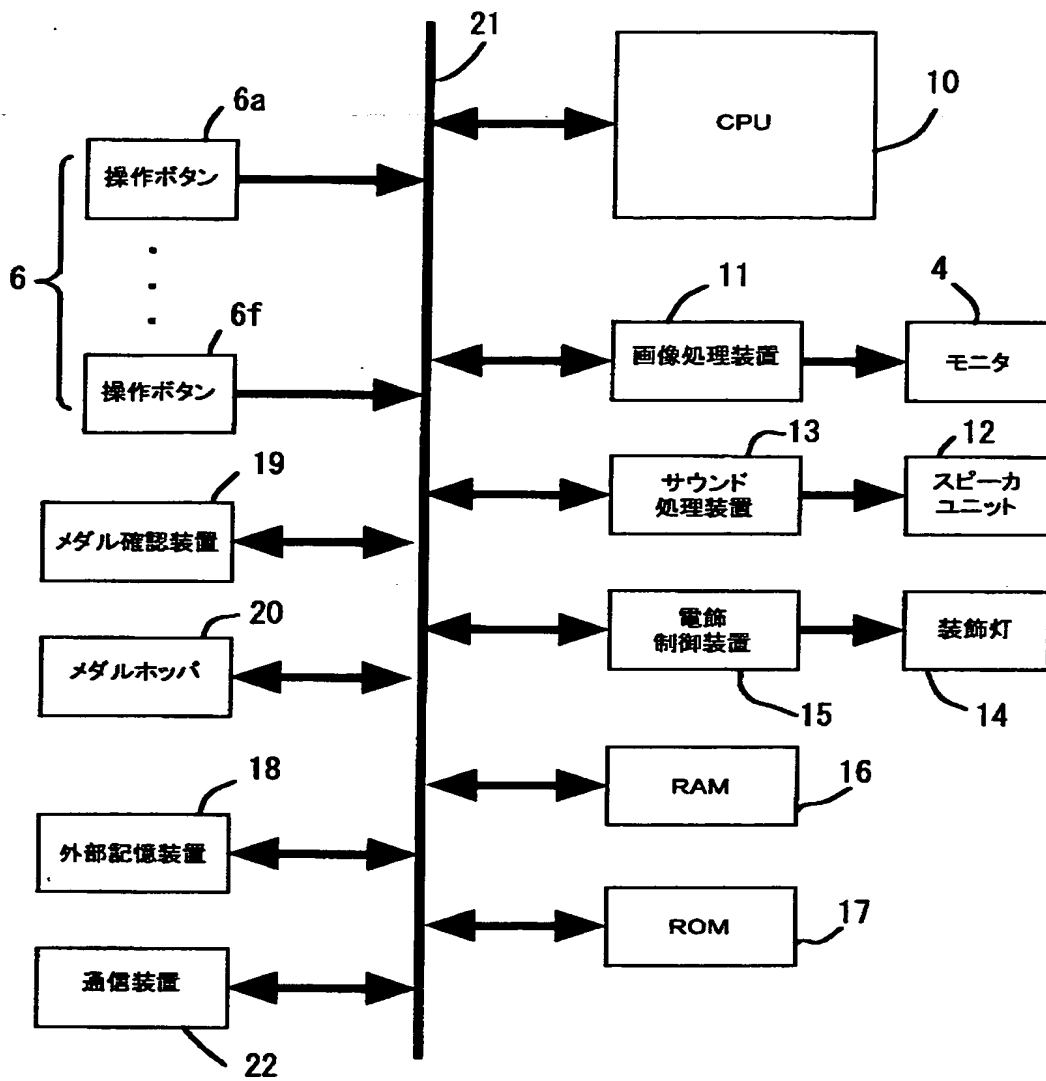 21
6a
10
CPU
操作ボタン
6
11
4
6f
画像処理装置
モニタ
操作ボタン
13
12
19
サウンド
処理装置
スピーカ
ユニット
メダル確認装置
20
電飾
制御装置
装飾灯
メダルホッパ
15
14
18
RAM
16
外部記憶装置
ROM
17
通信装置
22